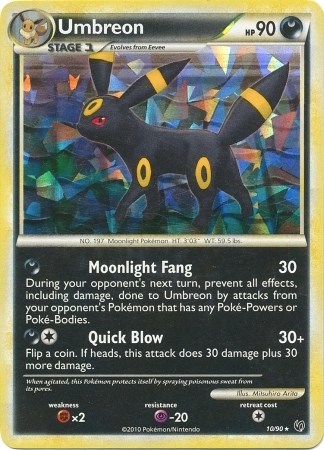 Umbreon
HP 90
STAGE 1
Evolves from Eevee
NO. 197 Moonlight Pokémon HT: 3'03" WT: 59.5 lbs.
Moonlight Fang 30
During your opponent's next turn, prevent all effects,
including damage, done to Umbreon by attacks from
your opponent's Pokémon that has any Poké-Powers or
Poké-Bodies.
Quick Blow 30+
Flip a coin. If heads, this attack does 30 damage plus 30
more damage.
When agitated, this Pokémon protects itself by spraying poisonous sweat from
its pores.
Illus. Mitsuhiro Arita
weakness resistance retreat cost
×2 -20
©2010 Pokémon/Nintendo 10/90 ★